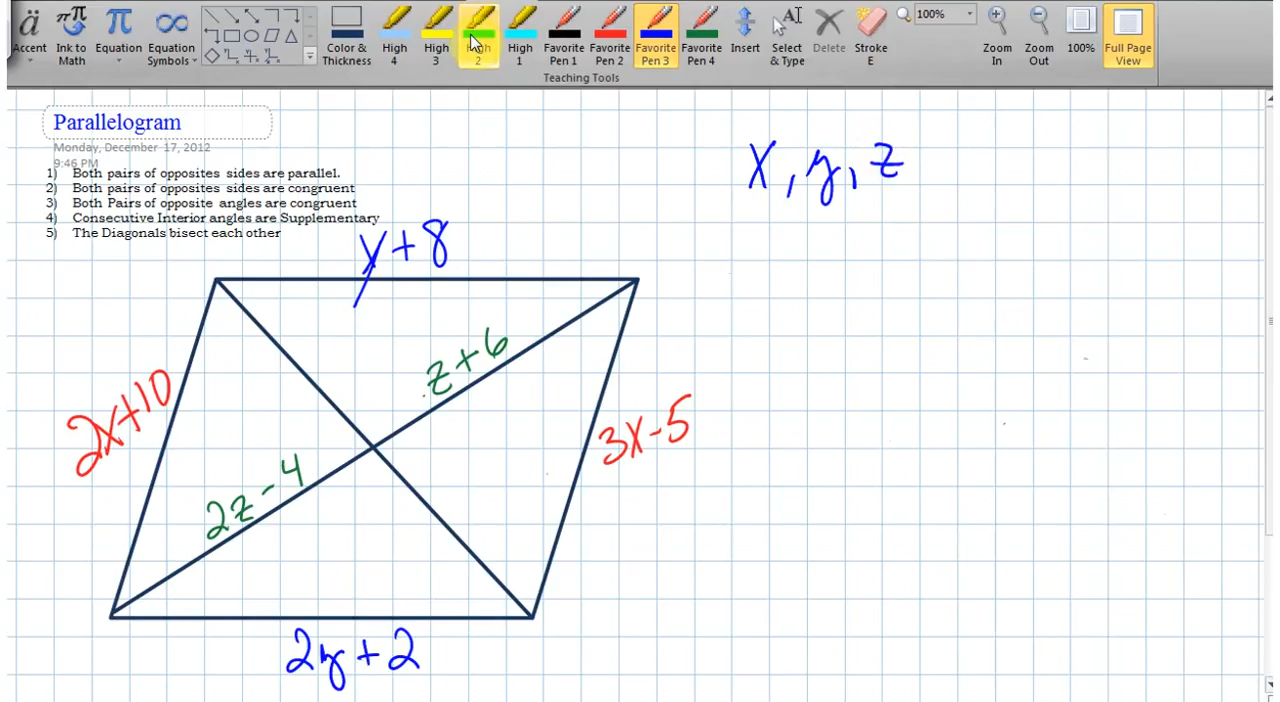 ä
Accent
π π π
Ink to Math
π
Equation
∞
Equation Symbols
Color & Thickness
High 4
High 3
High 2
High 1
Favorite Pen 1
Favorite Pen 2
Favorite Pen 3
Favorite Pen 4
Insert
AI
Select & Type
Delete
Stroke E
100%
Zoom In
Zoom Out
100%
Full Page View
Teaching Tools
Parallelogram
Monday, December 17, 2012
9:46 PM
1) Both pairs of opposites sides are parallel.
2) Both pairs of opposites sides are congruent
3) Both Pairs of opposite angles are congruent
4) Consecutive Interior angles are Supplementary
5) The Diagonals bisect each other
x, y, z
y + 8
z + 6
2x+10
3x-5
2z - 4
2y + 2